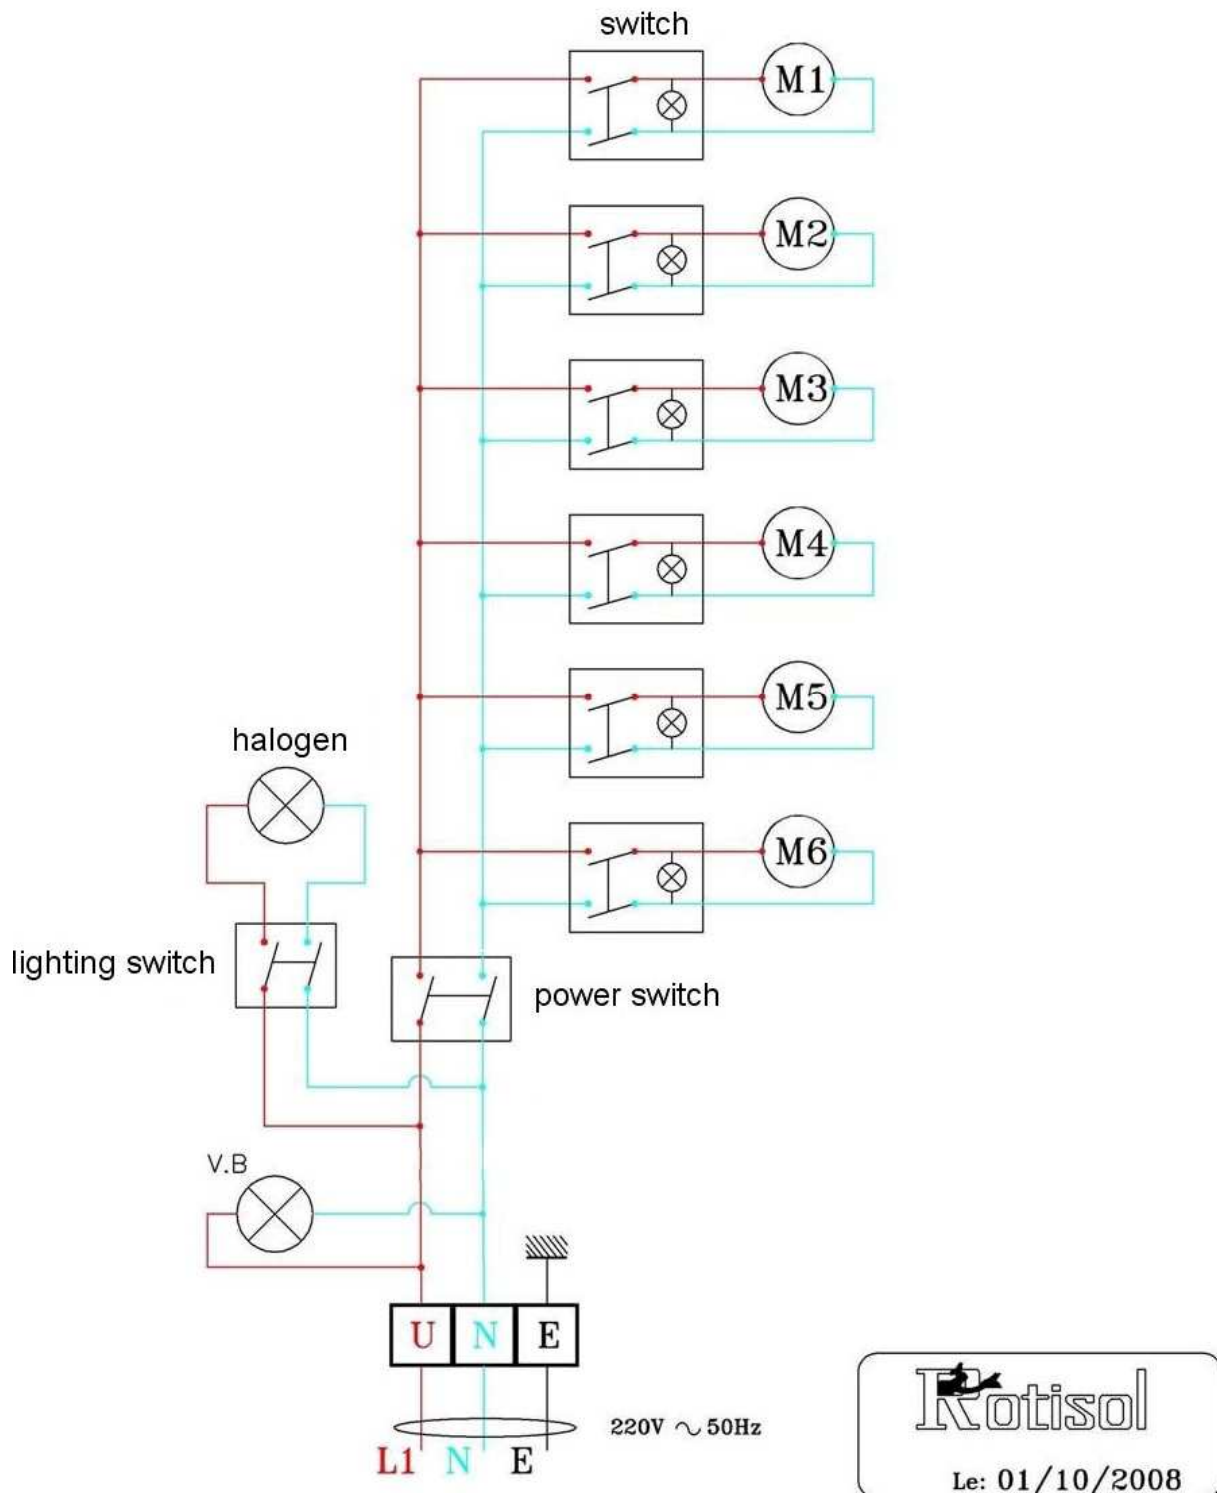 switch
M1
M2
M3
M4
M5
halogen
M6
lighting switch
power switch
V.B
U N E
220V ~ 50Hz
L1 N E
Rotisol
Le: 01/10/2008